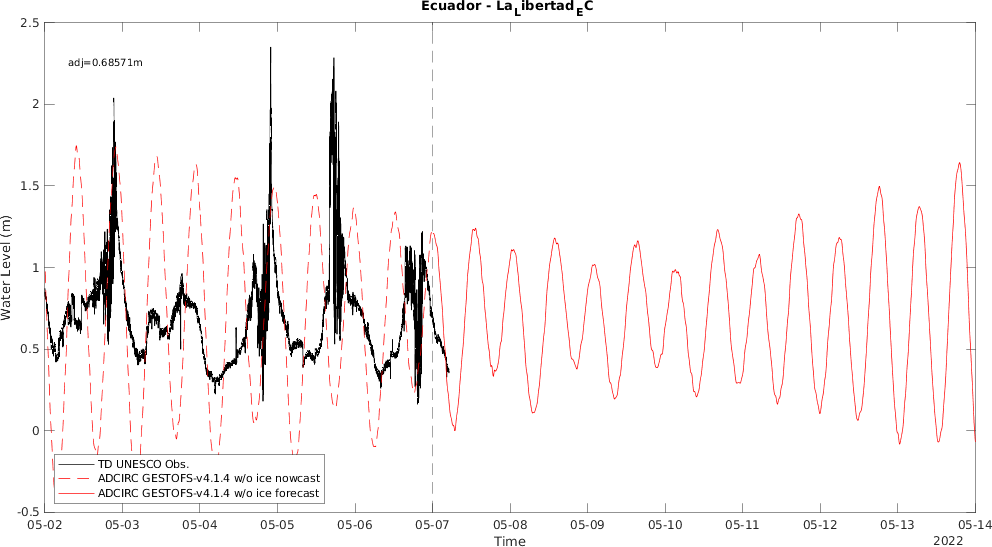 Ecuador - LaLibertadEC
2.5
adj=0.68571m
2
1.5
1
0.5
0
-0.5
Water Level (m)
TD UNESCO Obs.
ADCIRC GESTOFS-v4.1.4 w/o ice nowcast
ADCIRC GESTOFS-v4.1.4 w/o ice forecast
05-02 05-03 05-04 05-05 05-06 05-07 05-08 05-09 05-10 05-11 05-12 05-13 05-14
Time
2022